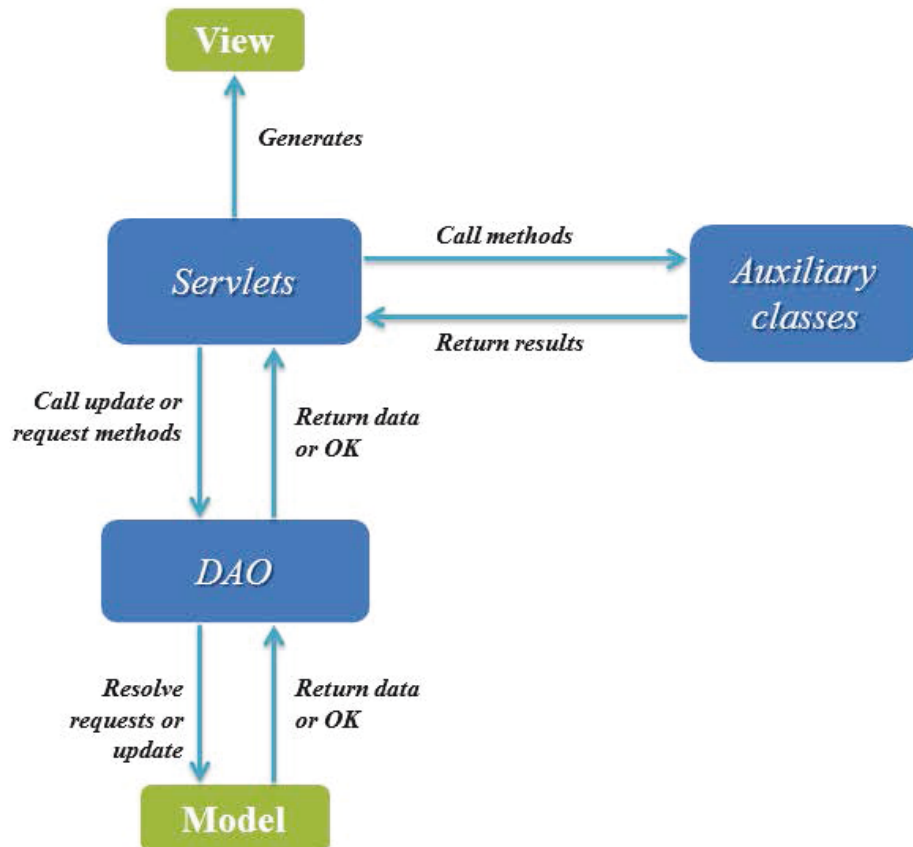 View
Generates
Call methods
Servlets
Auxiliary
classes
Return results
Call update or
request methods
Return data
or OK
DAO
Resolve
requests or
update
Return data
or OK
Model